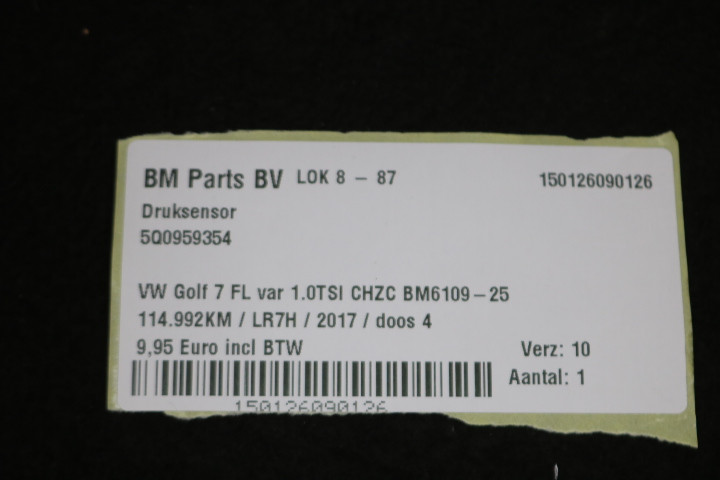 BM Parts BV LOK 8 - 87 150126090126
Druksensor
5Q0959354
VW Golf 7 FL var 1.0TSI CHZC BM6109-25
114.992KM / LR7H / 2017 / doos 4
9,95 Euro incl BTW Verz: 10
Aantal: 1
150126090126